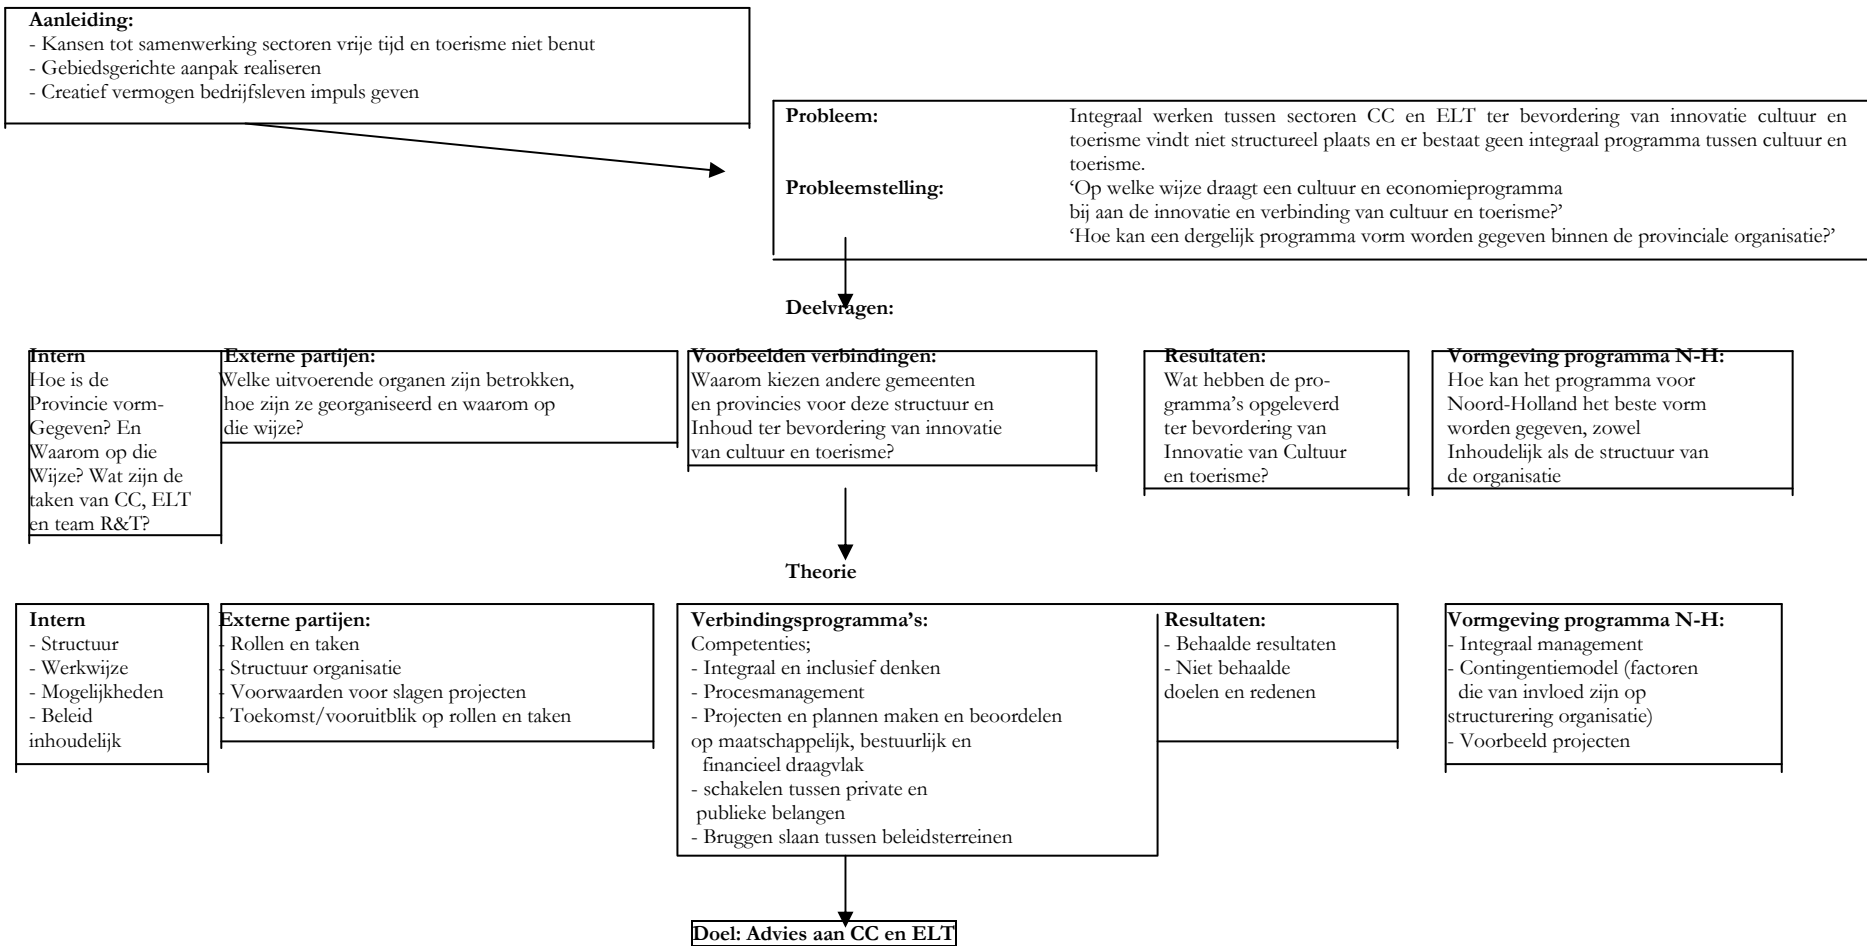 Aanleiding:
- Kansen tot samenwerking sectoren vrije tijd en toerisme niet benut
- Gebiedsgerichte aanpak realiseren
- Creatief vermogen bedrijfsleven impuls geven
Probleem: Integraal werken tussen sectoren CC en ELT ter bevordering van innovatie cultuur en
toerisme vindt niet structureel plaats en er bestaat geen integraal programma tussen cultuur en
toerisme.
Probleemstelling: ‘Op welke wijze draagt een cultuur en economieprogramma
bij aan de innovatie en verbinding van cultuur en toerisme?’
‘Hoe kan een dergelijk programma vorm worden gegeven binnen de provinciale organisatie?’
Deelvragen:
Intern
Hoe is de
Provincie vorm-
Gegeven? En
Waarom op die
Wijze? Wat zijn de
taken van CC, ELT
en team R&T?
Externe partijen:
Welke uitvoerende organen zijn betrokken,
hoe zijn ze georganiseerd en waarom op
die wijze?
Voorbeelden verbindingen:
Waarom kiezen andere gemeenten
en provincies voor deze structuur en
Inhoud ter bevordering van innovatie
van cultuur en toerisme?
Resultaten:
Wat hebben de pro-
gramma’s opgeleverd
ter bevordering van
Innovatie van Cultuur
en toerisme?
Vormgeving programma N-H:
Hoe kan het programma voor
Noord-Holland het beste vorm
worden gegeven, zowel
Inhoudelijk als de structuur van
de organisatie
Theorie
Intern
- Structuur
- Werkwijze
- Mogelijkheden
- Beleid
inhoudelijk
Externe partijen:
- Rollen en taken
- Structuur organisatie
- Voorwaarden voor slagen projecten
- Toekomst/vooruitblik op rollen en taken
Verbindingsprogramma’s:
Competenties;
- Integraal en inclusief denken
- Procesmanagement
- Projecten en plannen maken en beoordelen
op maatschappelijk, bestuurlijk en
financieel draagvlak
- schakelen tussen private en
publieke belangen
- Bruggen slaan tussen beleidsterreinen
Resultaten:
- Behaalde resultaten
- Niet behaalde
doelen en redenen
Vormgeving programma N-H:
- Integraal management
- Contingentiemodel (factoren
die van invloed zijn op
structurering organisatie)
- Voorbeeld projecten
Doel: Advies aan CC en ELT